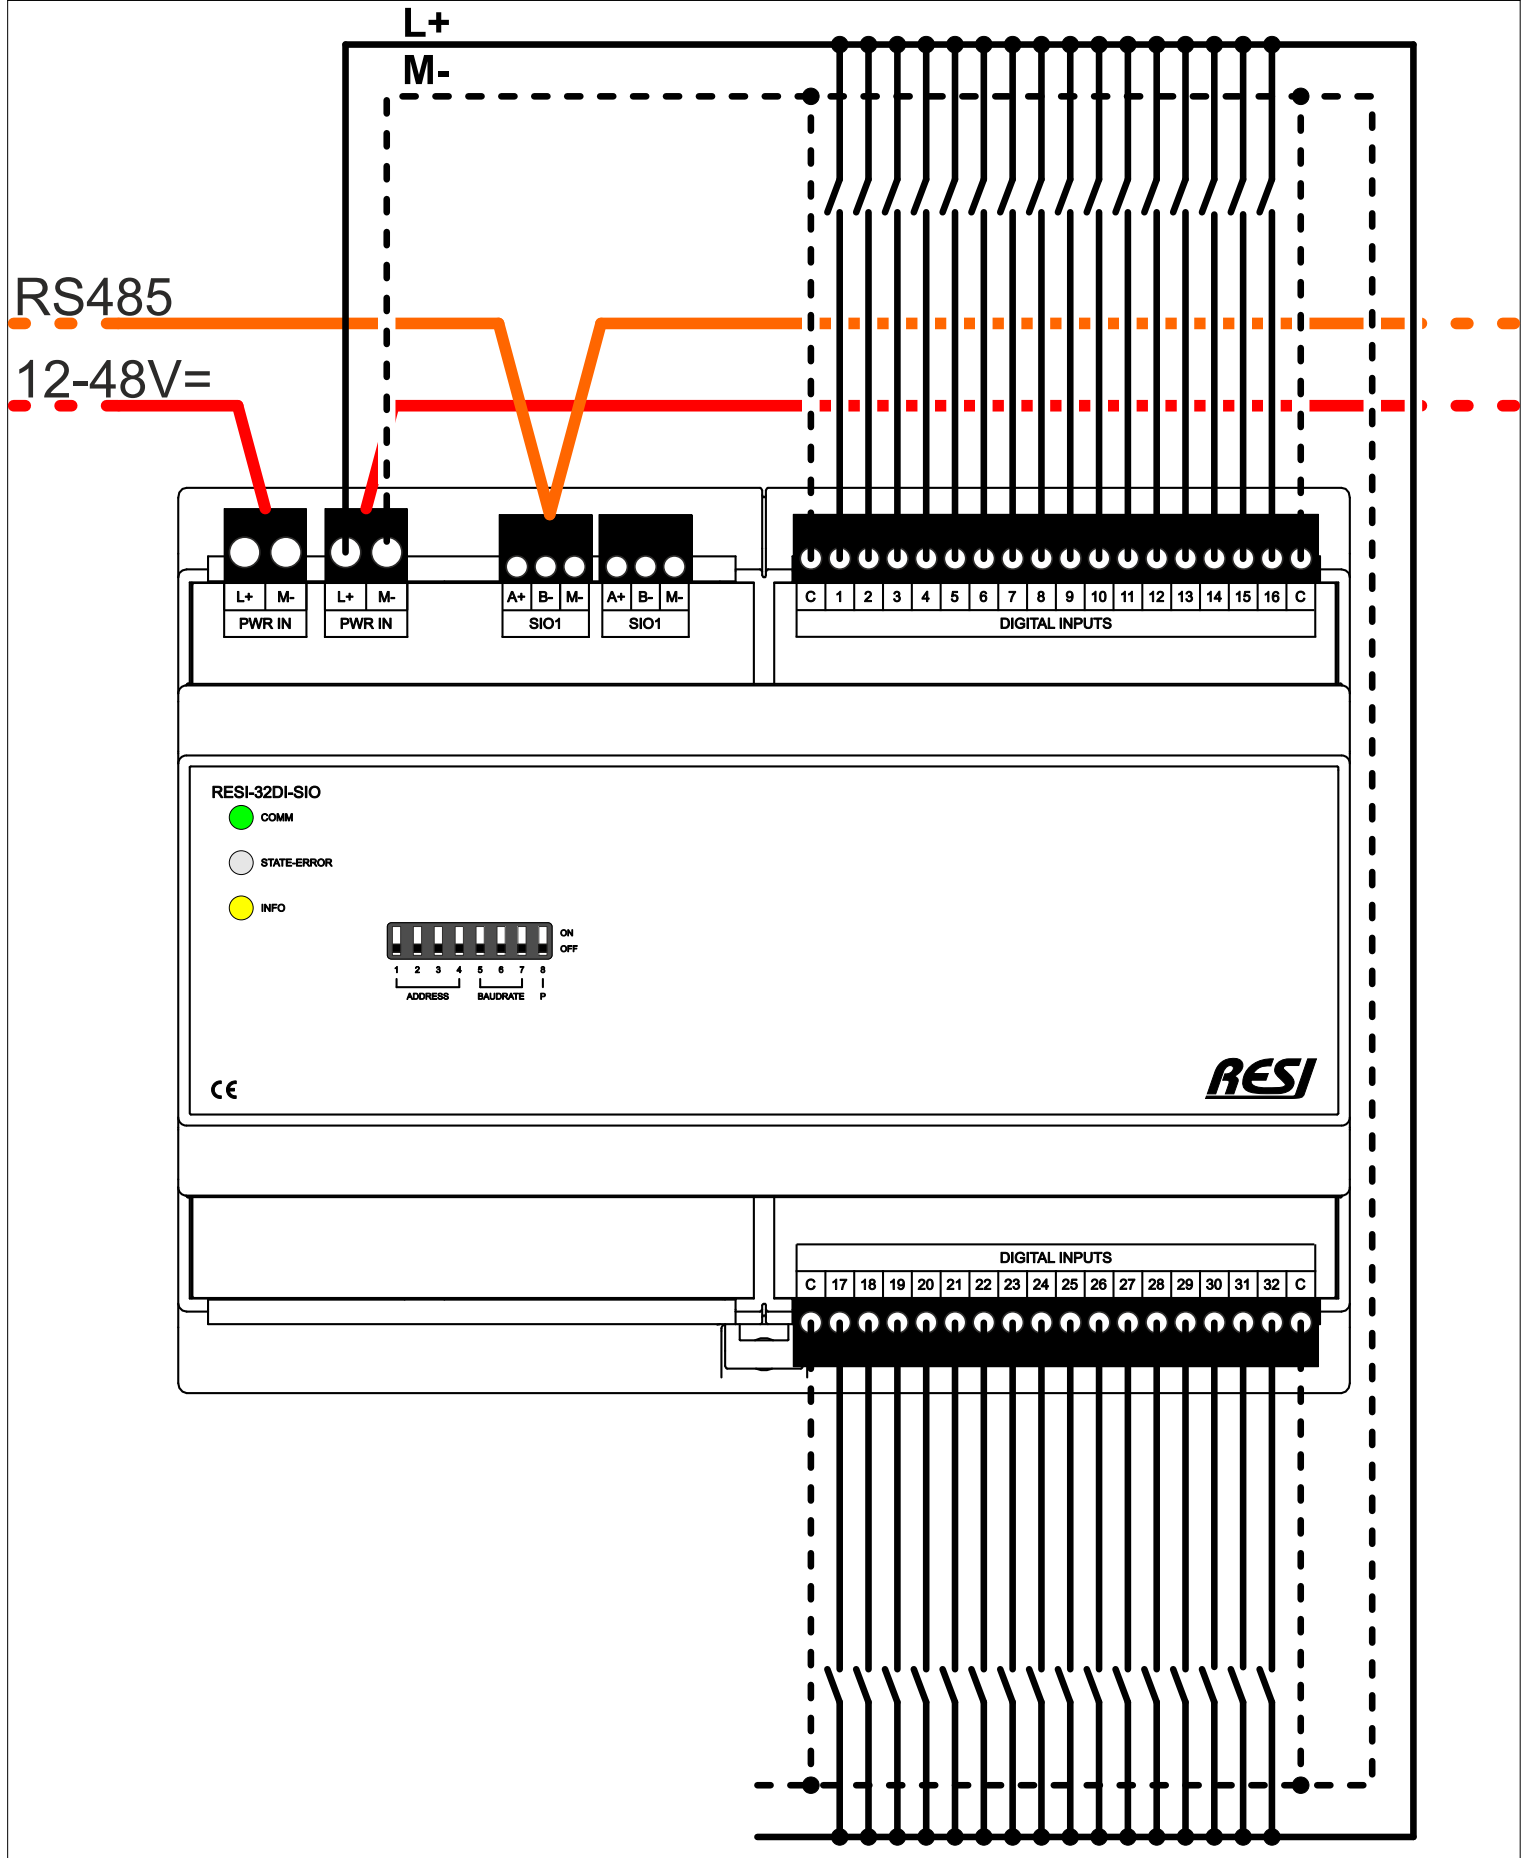 L+
M-
RS485
12-48V=
L+ M- L+ M- A+ B- M- A+ B- M- C 1 2 3 4 5 6 7 8 9 10 11 12 13 14 15 16 C
PWR IN PWR IN SIO1 SIO1 DIGITAL INPUTS
RESI-32DI-SIO
COMM
STATE-ERROR
INFO
ON
OFF
1 2 3 4 5 6 7 8
ADDRESS BAUDRATE P
CE RESI
DIGITAL INPUTS
C 17 18 19 20 21 22 23 24 25 26 27 28 29 30 31 32 C